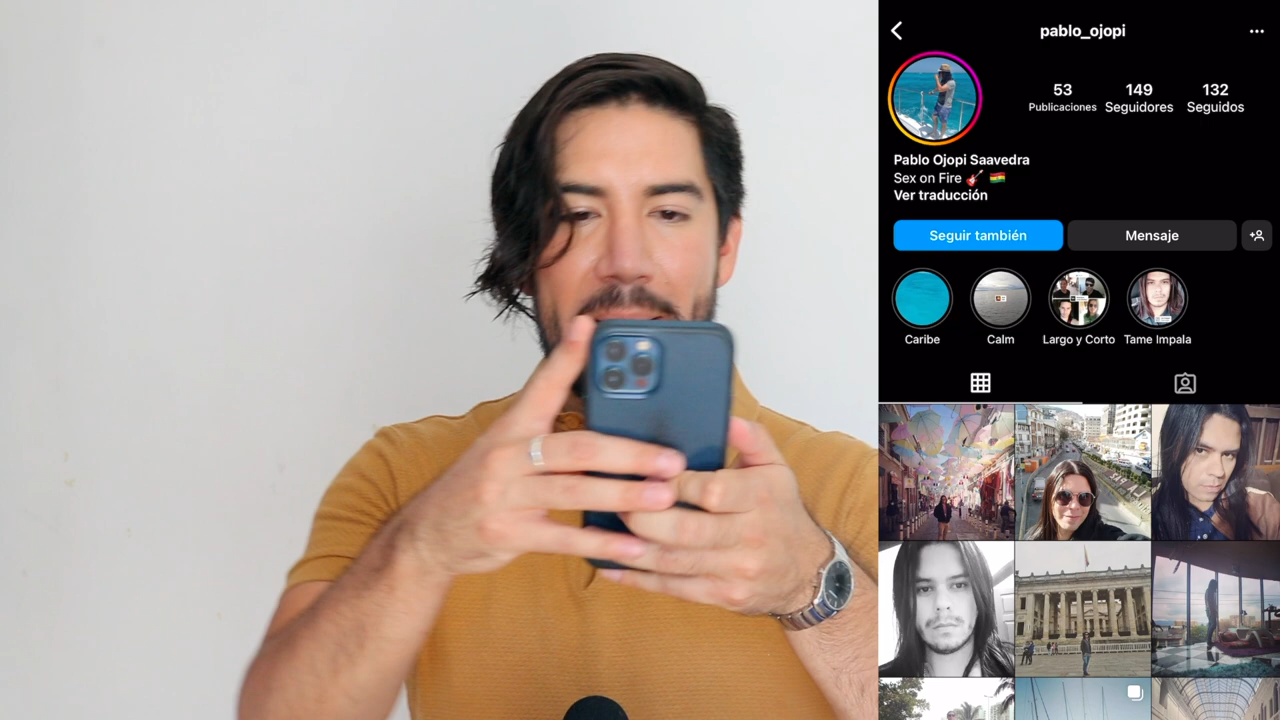 pablo_ojopi
53 149 132
Publicaciones Seguidores Seguidos
Pablo Ojopi Saavedra
Sex on Fire 🎸 🇧🇴
Ver traducción
Seguir también Mensaje
Caribe Calm Largo y Corto Tame Impala